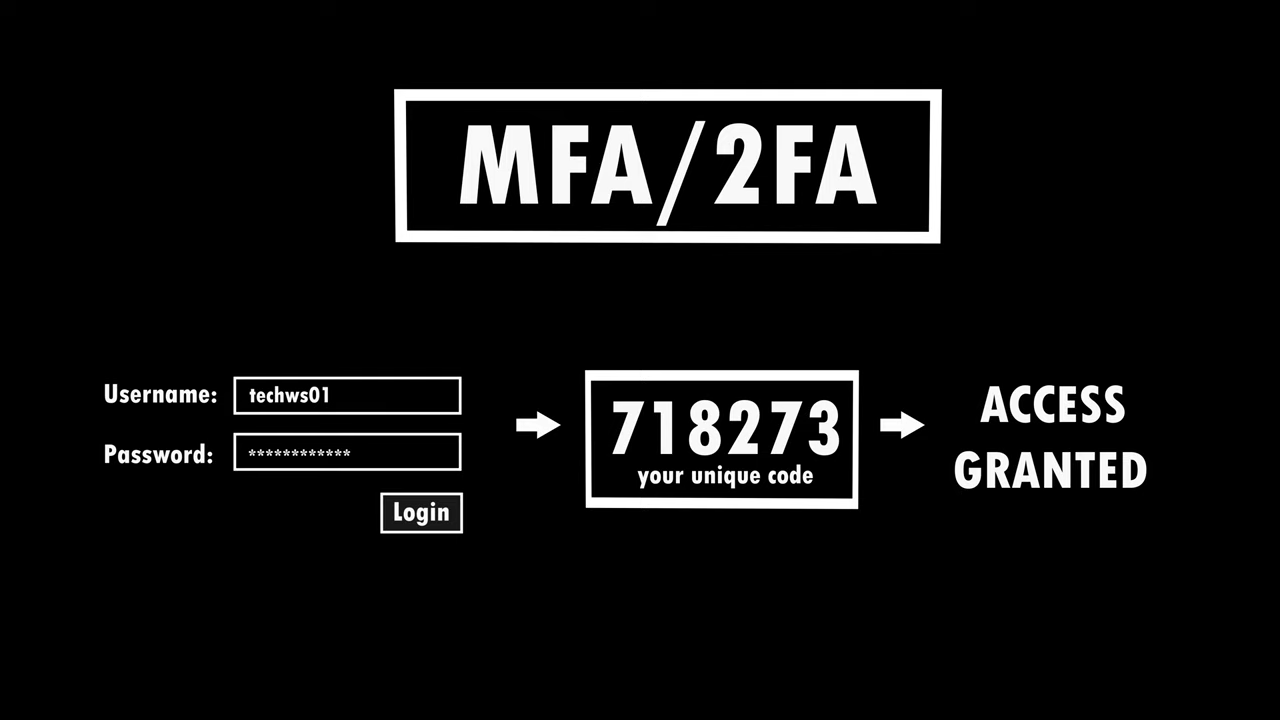 MFA/2FA
Username: techws01
Password: ************
Login
718273
your unique code
ACCESS
GRANTED